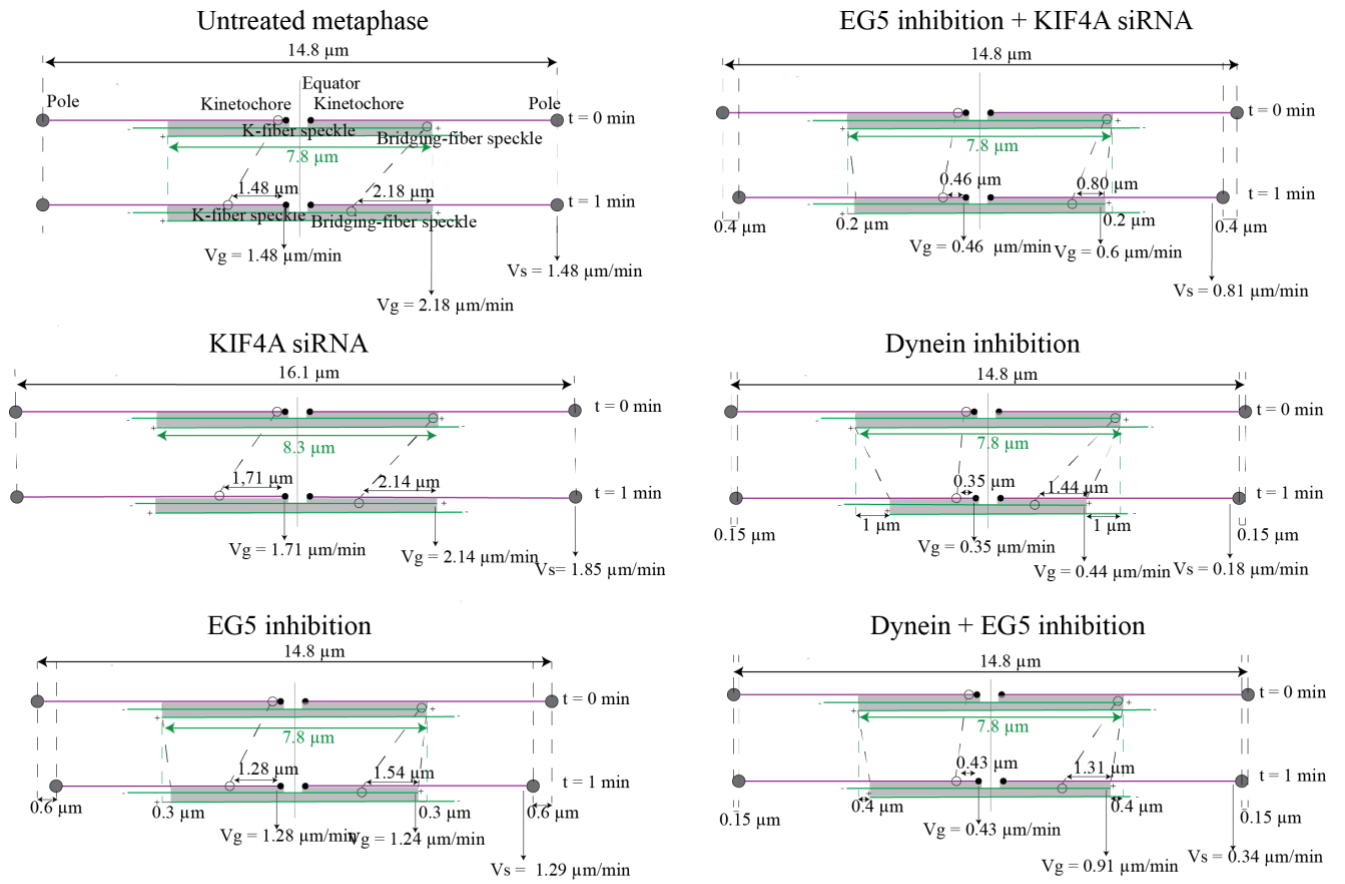 Untreated metaphase
14.8 µm
Equator
Pole
Kinetochore
Kinetochore
Pole
t = 0 min
-
+
K-fiber speckle
Bridging-fiber speckle
+
-
7.8 µm
1.48 µm
2.18 µm
t = 1 min
-
+
K-fiber speckle
Bridging-fiber speckle
+
-
Vg = 1.48 µm/min
Vs = 1.48 µm/min
Vg = 2.18 µm/min
EG5 inhibition + KIF4A siRNA
14.8 µm
t = 0 min
-
+
+
-
7.8 µm
0.46 µm
0.80 µm
t = 1 min
-
+
+
-
0.4 µm
0.2 µm
0.2 µm
0.4 µm
Vg = 0.46 µm/min
Vg = 0.6 µm/min
Vs = 0.81 µm/min
KIF4A siRNA
16.1 µm
t = 0 min
-
+
+
-
8.3 µm
1,71 µm
2.14 µm
t = 1 min
-
+
+
-
Vg = 1.71 µm/min
Vg = 2.14 µm/min
Vs= 1.85 µm/min
Dynein inhibition
14.8 µm
t = 0 min
-
+
+
-
7.8 µm
0.35 µm
1.44 µm
t = 1 min
-
+
+
-
0.15 µm
1 µm
1 µm
0.15 µm
Vg = 0.35 µm/min
Vg = 0.44 µm/min
Vs = 0.18 µm/min
EG5 inhibition
14.8 µm
t = 0 min
-
+
+
-
7.8 µm
1.28 µm
1.54 µm
t = 1 min
-
+
+
-
0.6 µm
0.3 µm
0.3 µm
0.6 µm
Vg = 1.28 µm/min
Vg = 1.24 µm/min
Vs = 1.29 µm/min
Dynein + EG5 inhibition
14.8 µm
t = 0 min
-
+
+
-
7.8 µm
0.43 µm
1.31 µm
t = 1 min
-
+
+
-
0.15 µm
0.4 µm
0.4 µm
0.15 µm
Vg = 0.43 µm/min
Vs = 0.34 µm/min
Vg = 0.91 µm/min